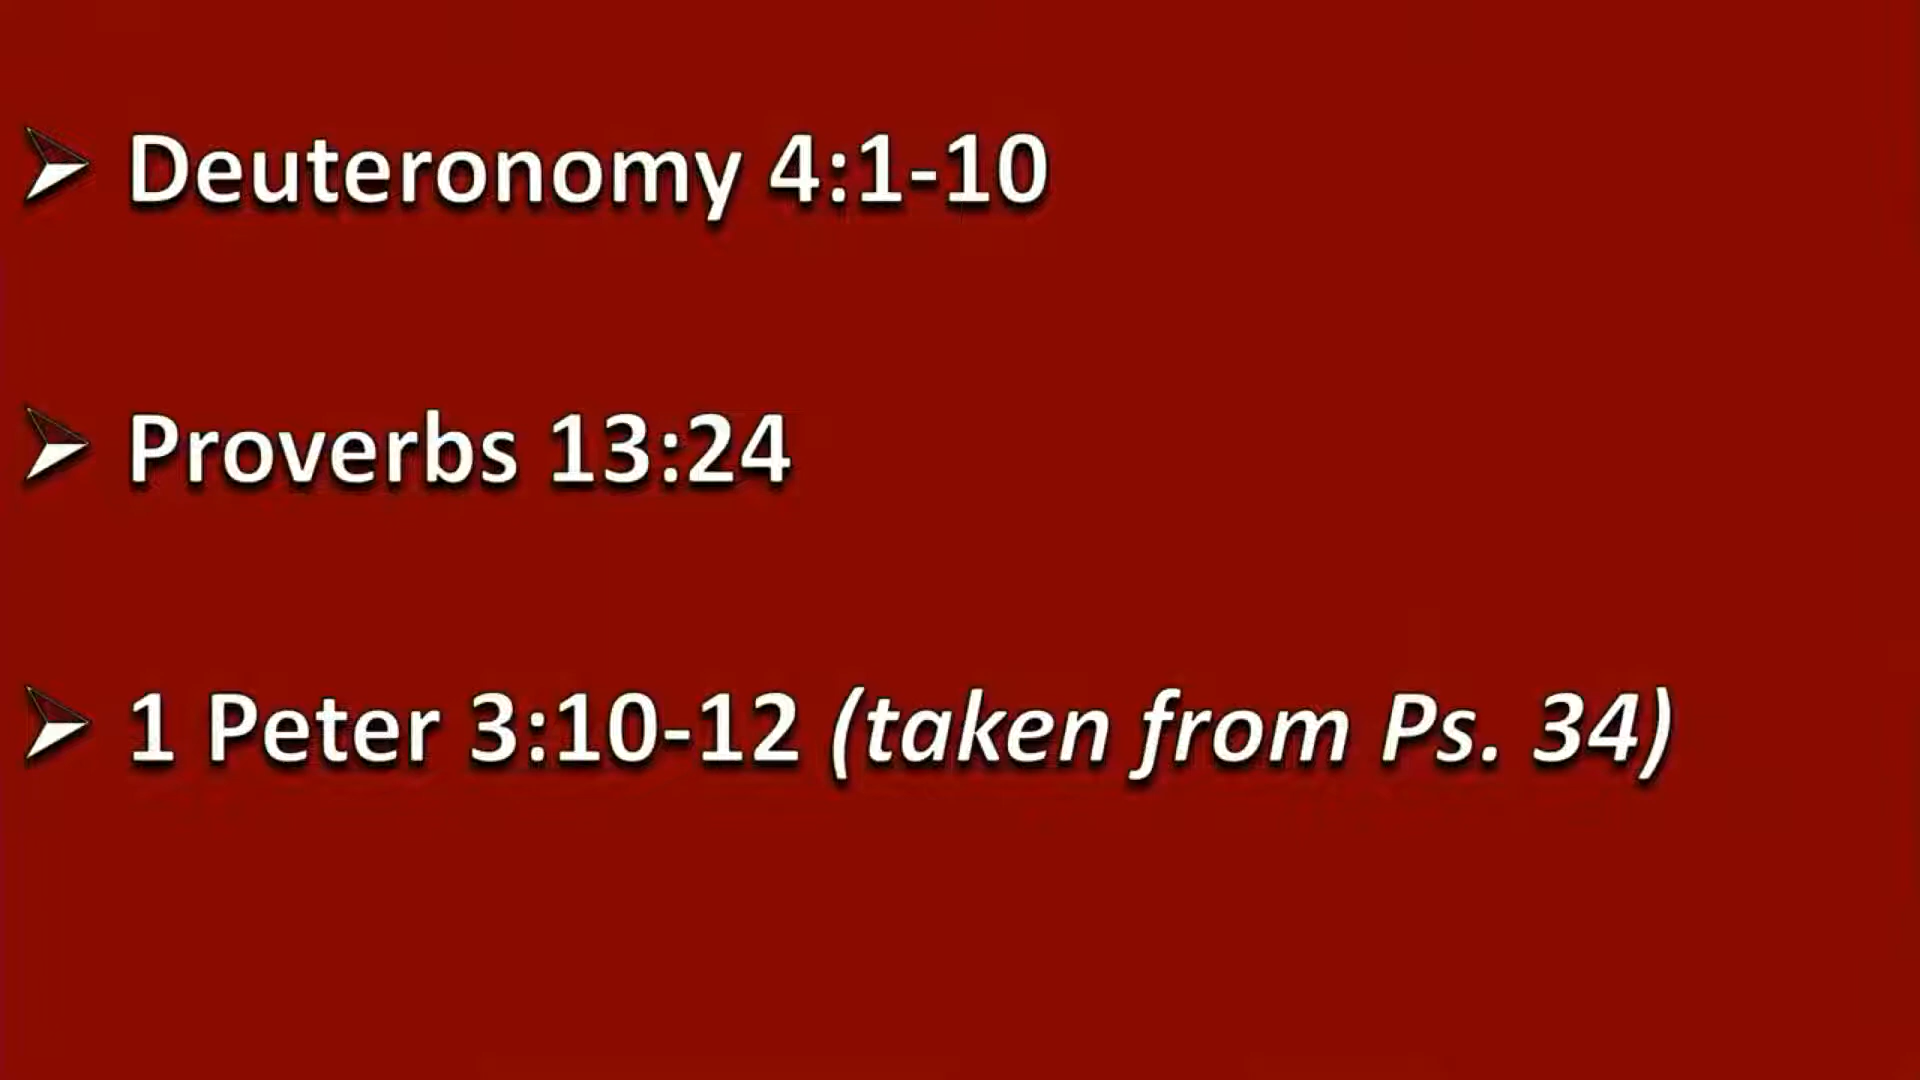 ➢ Deuteronomy 4:1-10
➢ Proverbs 13:24
➢ 1 Peter 3:10-12 (taken from Ps. 34)